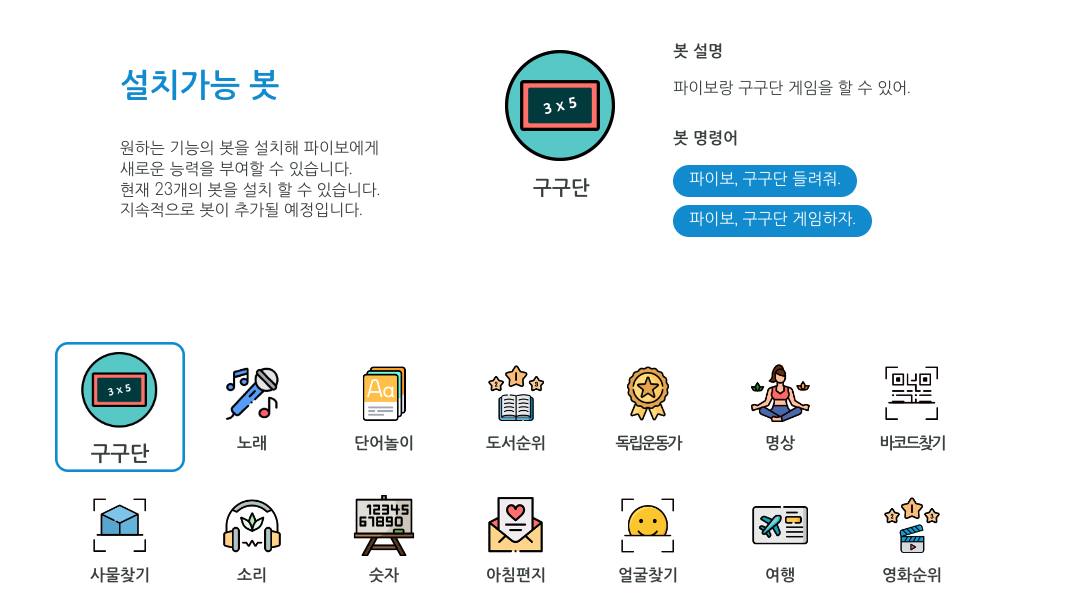 설치가능 봇
원하는 기능의 봇을 설치해 파이보에게
새로운 능력을 부여할 수 있습니다.
현재 23개의 봇을 설치 할 수 있습니다.
지속적으로 봇이 추가될 예정입니다.
3 x 5
구구단
봇 설명
파이보랑 구구단 게임을 할 수 있어.
봇 명령어
파이보, 구구단 들려줘.
파이보, 구구단 게임하자.
3 x 5
구구단
노래
Aa
단어놀이
2 1 3
도서순위
독립운동가
명상
바코드찾기
사물찾기
소리
12345
67890
숫자
아침편지
얼굴찾기
여행
2 1 3
영화순위